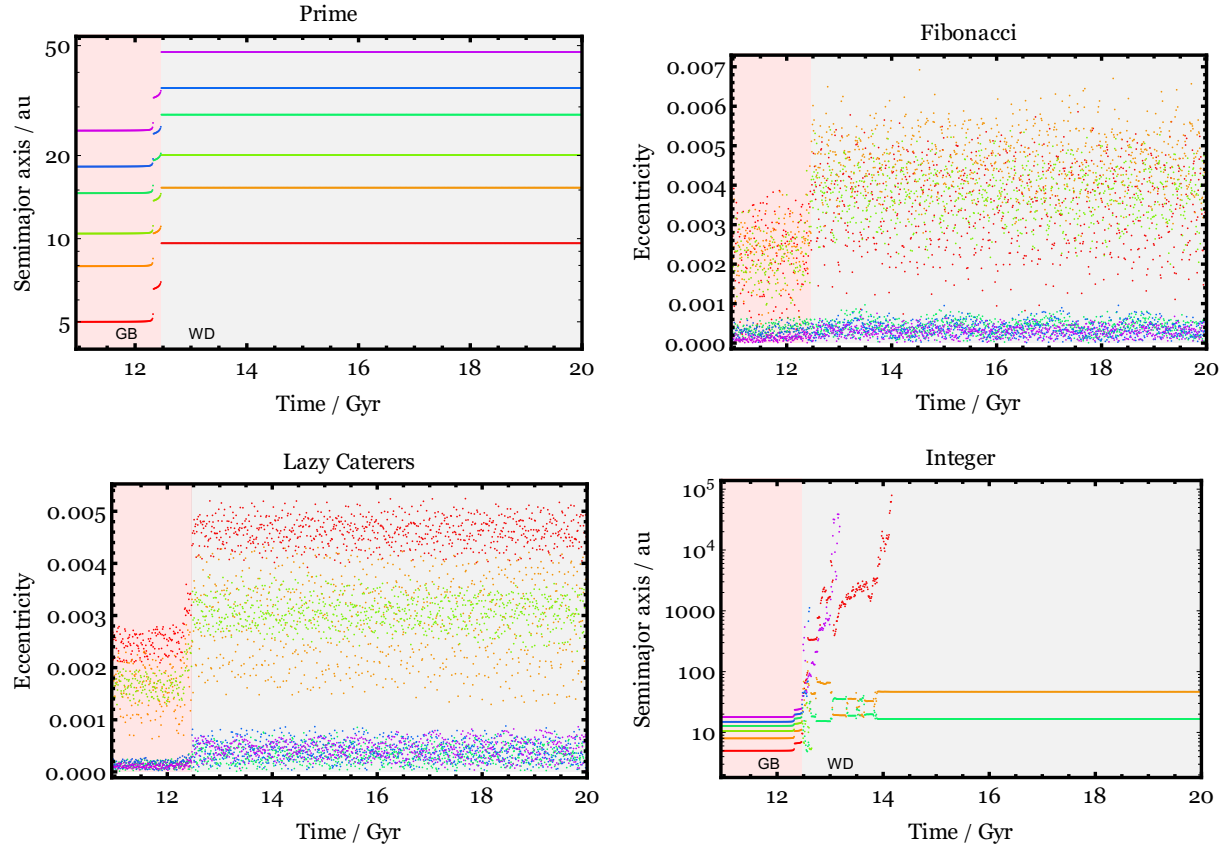 Prime
Semimajor axis / au
50
20
10
5
GB
WD
12
14
16
18
20
Time / Gyr
Fibonacci
Eccentricity
0.007
0.006
0.005
0.004
0.003
0.002
0.001
0.000
12
14
16
18
20
Time / Gyr
Lazy Caterers
Eccentricity
0.005
0.004
0.003
0.002
0.001
0.000
12
14
16
18
20
Time / Gyr
Integer
Semimajor axis / au
10^5
10^4
1000
100
10
GB
WD
12
14
16
18
20
Time / Gyr